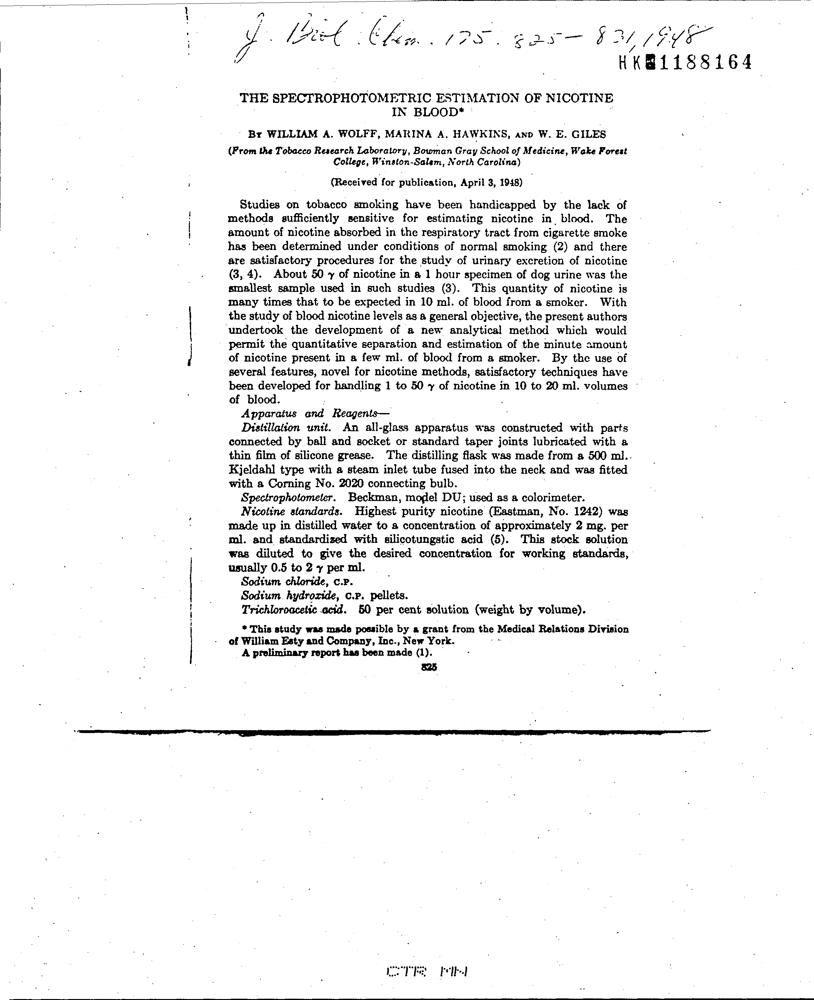 J. Biol. Chem. 175. 825-831, 1948
HK 1188164
THE SPECTROPHOTOMETRIC ESTIMATION OF NICOTINE
IN BLOOD*
By WILLIAM A. WOLFF, MARINA A. HAWKINS, AND W. E. GILES
(From the Tobacco Research Laboratory, Bowman Gray School of Medicine, Wake Forest
College, Winston-Salem, North Carolina)
(Received for publication, April 3, 1948)
Studies on tobacco smoking have been handicapped by the lack of
methods sufficiently sensitive for estimating nicotine in blood. The
amount of nicotine absorbed in the respiratory tract from cigarette smoke
has been determined under conditions of normal smoking (2) and there
are satisfactory procedures for the study of urinary excretion of nicotine
(3, 4). About 50 γ of nicotine in a 1 hour specimen of dog urine was the
smallest sample used in such studies (3). This quantity of nicotine is
many times that to be expected in 10 ml. of blood from a smoker. With
the study of blood nicotine levels as a general objective, the present authors
undertook the development of a new analytical method which would
permit the quantitative separation and estimation of the minute amount
of nicotine present in a few ml. of blood from a smoker. By the use of
several features, novel for nicotine methods, satisfactory techniques have
been developed for handling 1 to 50 γ of nicotine in 10 to 20 ml. volumes
of blood.
Apparatus and Reagents—
Distillation unit. An all-glass apparatus was constructed with parts
connected by ball and socket or standard taper joints lubricated with a
thin film of silicone grease. The distilling flask was made from a 500 ml.
Kjeldahl type with a steam inlet tube fused into the neck and was fitted
with a Corning No. 2020 connecting bulb.
Spectrophotometer. Beckman, model DU; used as a colorimeter.
Nicotine standards. Highest purity nicotine (Eastman, No. 1242) was
made up in distilled water to a concentration of approximately 2 mg. per
ml. and standardized with silicotungstic acid (5). This stock solution
was diluted to give the desired concentration for working standards,
usually 0.5 to 2 γ per ml.
Sodium chloride, C.P.
Sodium hydroxide, C.P. pellets.
Trichloroacetic acid. 50 per cent solution (weight by volume).
* This study was made possible by a grant from the Medical Relations Division
of William Esty and Company, Inc., New York.
A preliminary report has been made (1).
825
CTR MN